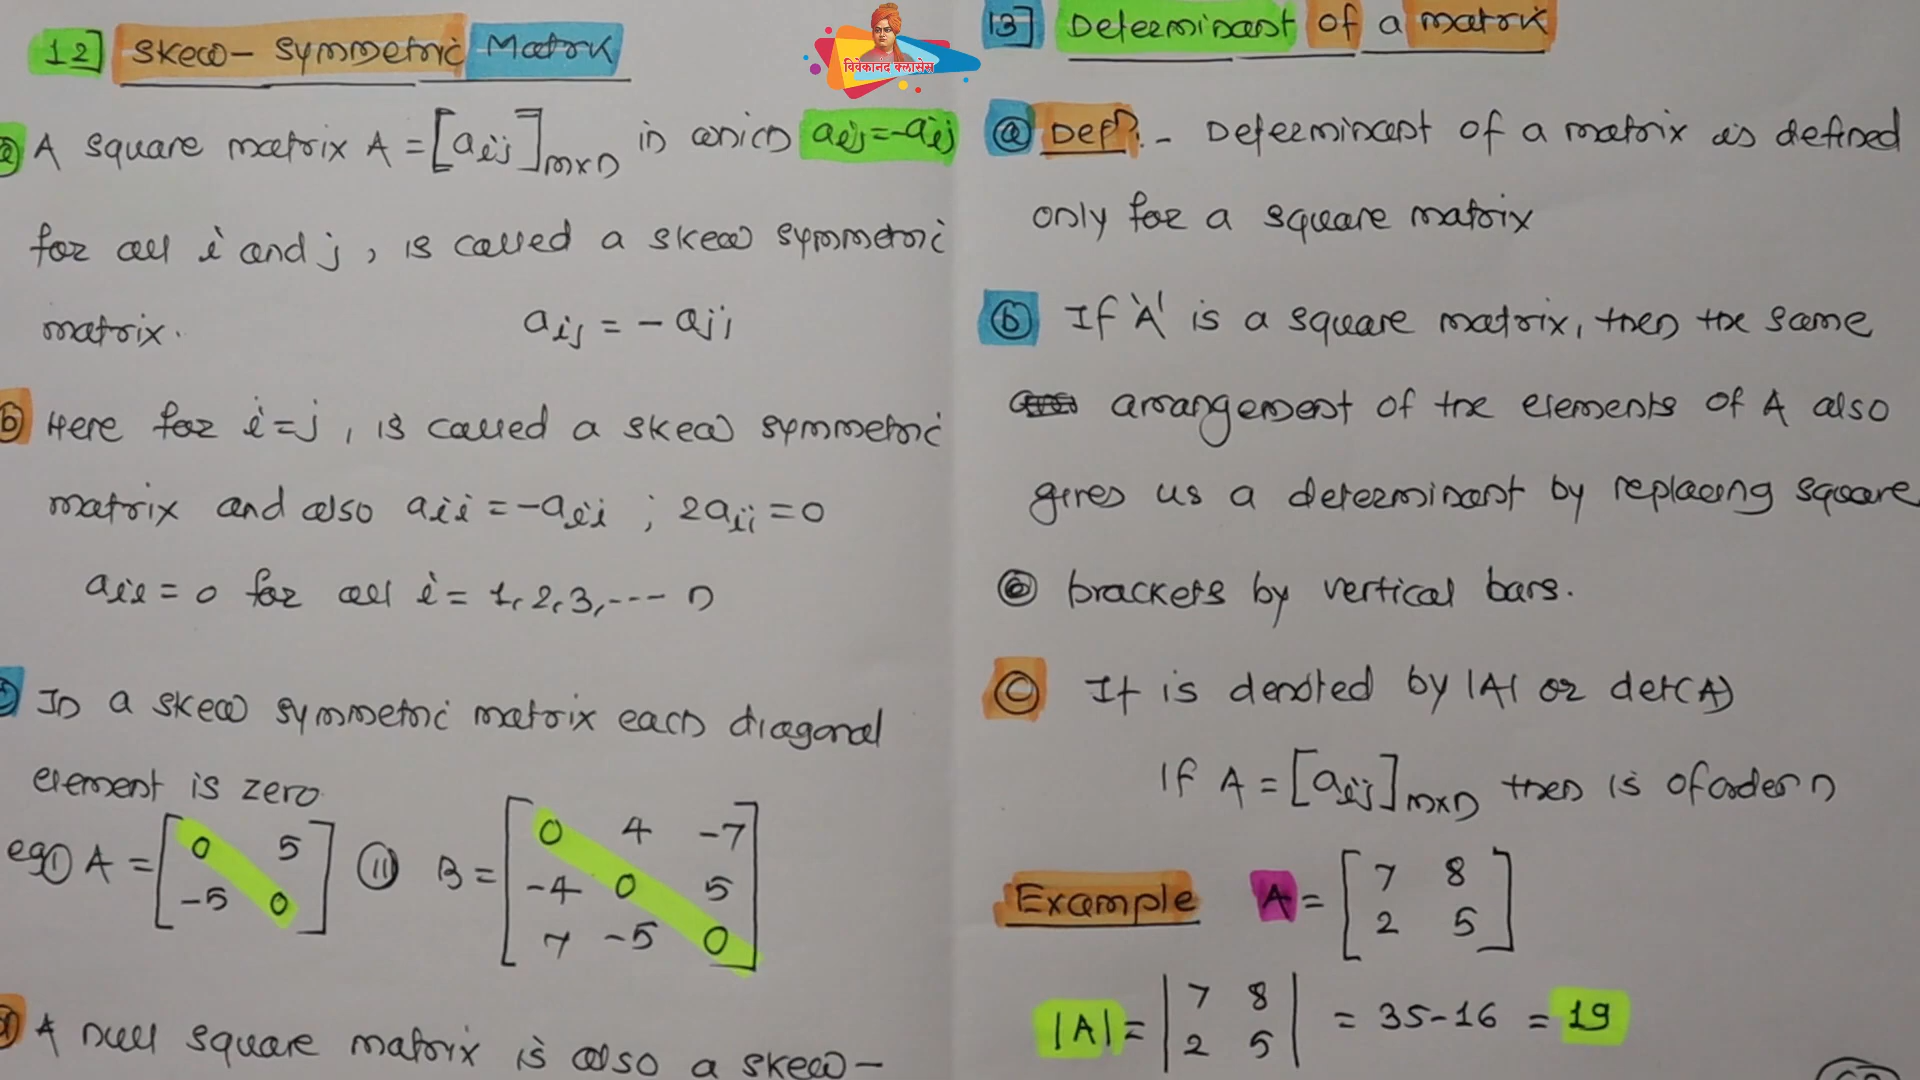 12] Skew-Symmetric Matrix
A square matrix A = [aij]m×n in which aij=-aij
for all i and j, is called a skew symmetric
matrix. aij = - aji
b Here for i=j, is called a skew symmetric
matrix and also aii = -aii ; 2aii = 0
aii = 0 for all i = 1, 2, 3, ---- n
In a skew symmetric matrix each diagonal
element is zero
eg ① A = [0 5
-5 0]
⑪ B = [0 4 -7
-4 0 5
7 -5 0]
d A null square matrix is also a skew-
विवेकानंद क्लासेस
13] Determinant of a matrix
ⓐ Defn. - Determinant of a matrix is defined
only for a square matrix
ⓑ If 'A' is a square matrix, then the same
arrangement of the elements of A also
gives us a determinant by replacing square
brackets by vertical bars.
ⓒ It is denoted by |A| or det(A)
If A = [aij]m×n then is of order n
Example A = [7 8
2 5]
|A| = |7 8
2 5| = 35-16 = 19